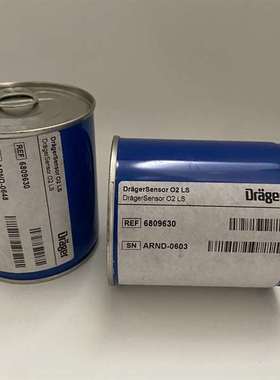 DrägerSensor O2 LS
DrägerSensor O2 LS
REF 6809630
Dräger
DrägerSensor O2 LS
DrägerSensor O2 LS
Dräger
REF 6809630
SN ARND-0603